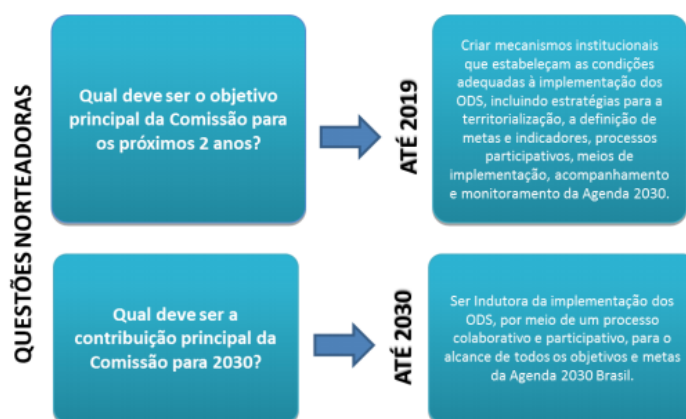 QUESTÕES NORTEADORAS
Qual deve ser o objetivo
principal da Comissão para
os próximos 2 anos?
ATÉ 2019
Criar mecanismos institucionais
que estabeleçam as condições
adequadas à implementação dos
ODS, incluindo estratégias para a
territorialização, a definição de
metas e indicadores, processos
participativos, meios de
implementação, acompanhamento
e monitoramento da Agenda 2030.
Qual deve ser a
contribuição principal da
Comissão para 2030?
ATÉ 2030
Ser Indutora da implementação dos
ODS, por meio de um processo
colaborativo e participativo, para o
alcance de todos os objetivos e metas
da Agenda 2030 Brasil.